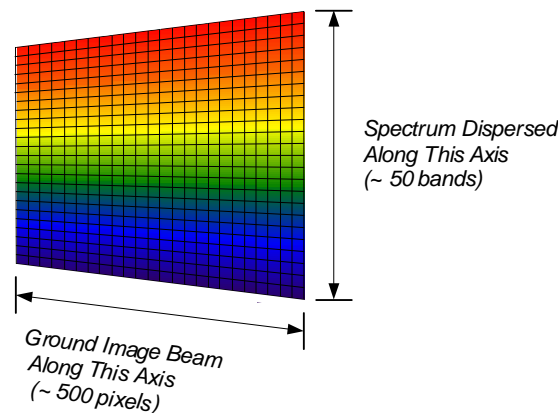 Spectrum Dispersed
Along This Axis
(~ 50 bands)
Ground Image Beam
Along This Axis
(~ 500 pixels)